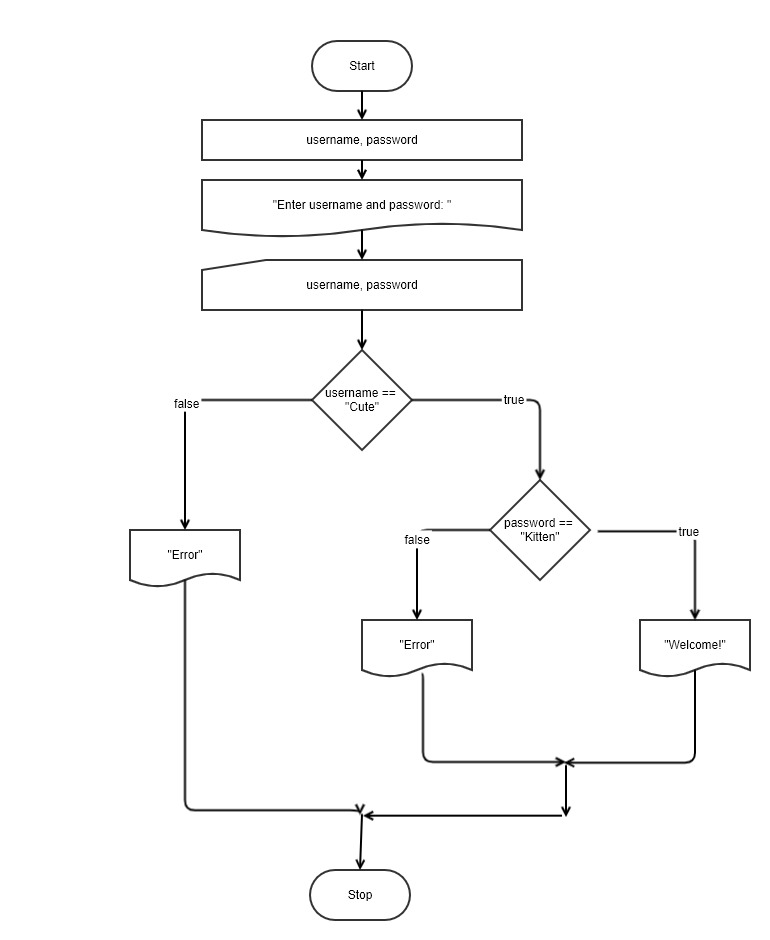 Start
username, password
"Enter username and password: "
username, password
username ==
"Cute"
false
true
password ==
"Kitten"
false
true
"Error"
"Error"
"Welcome!"
Stop